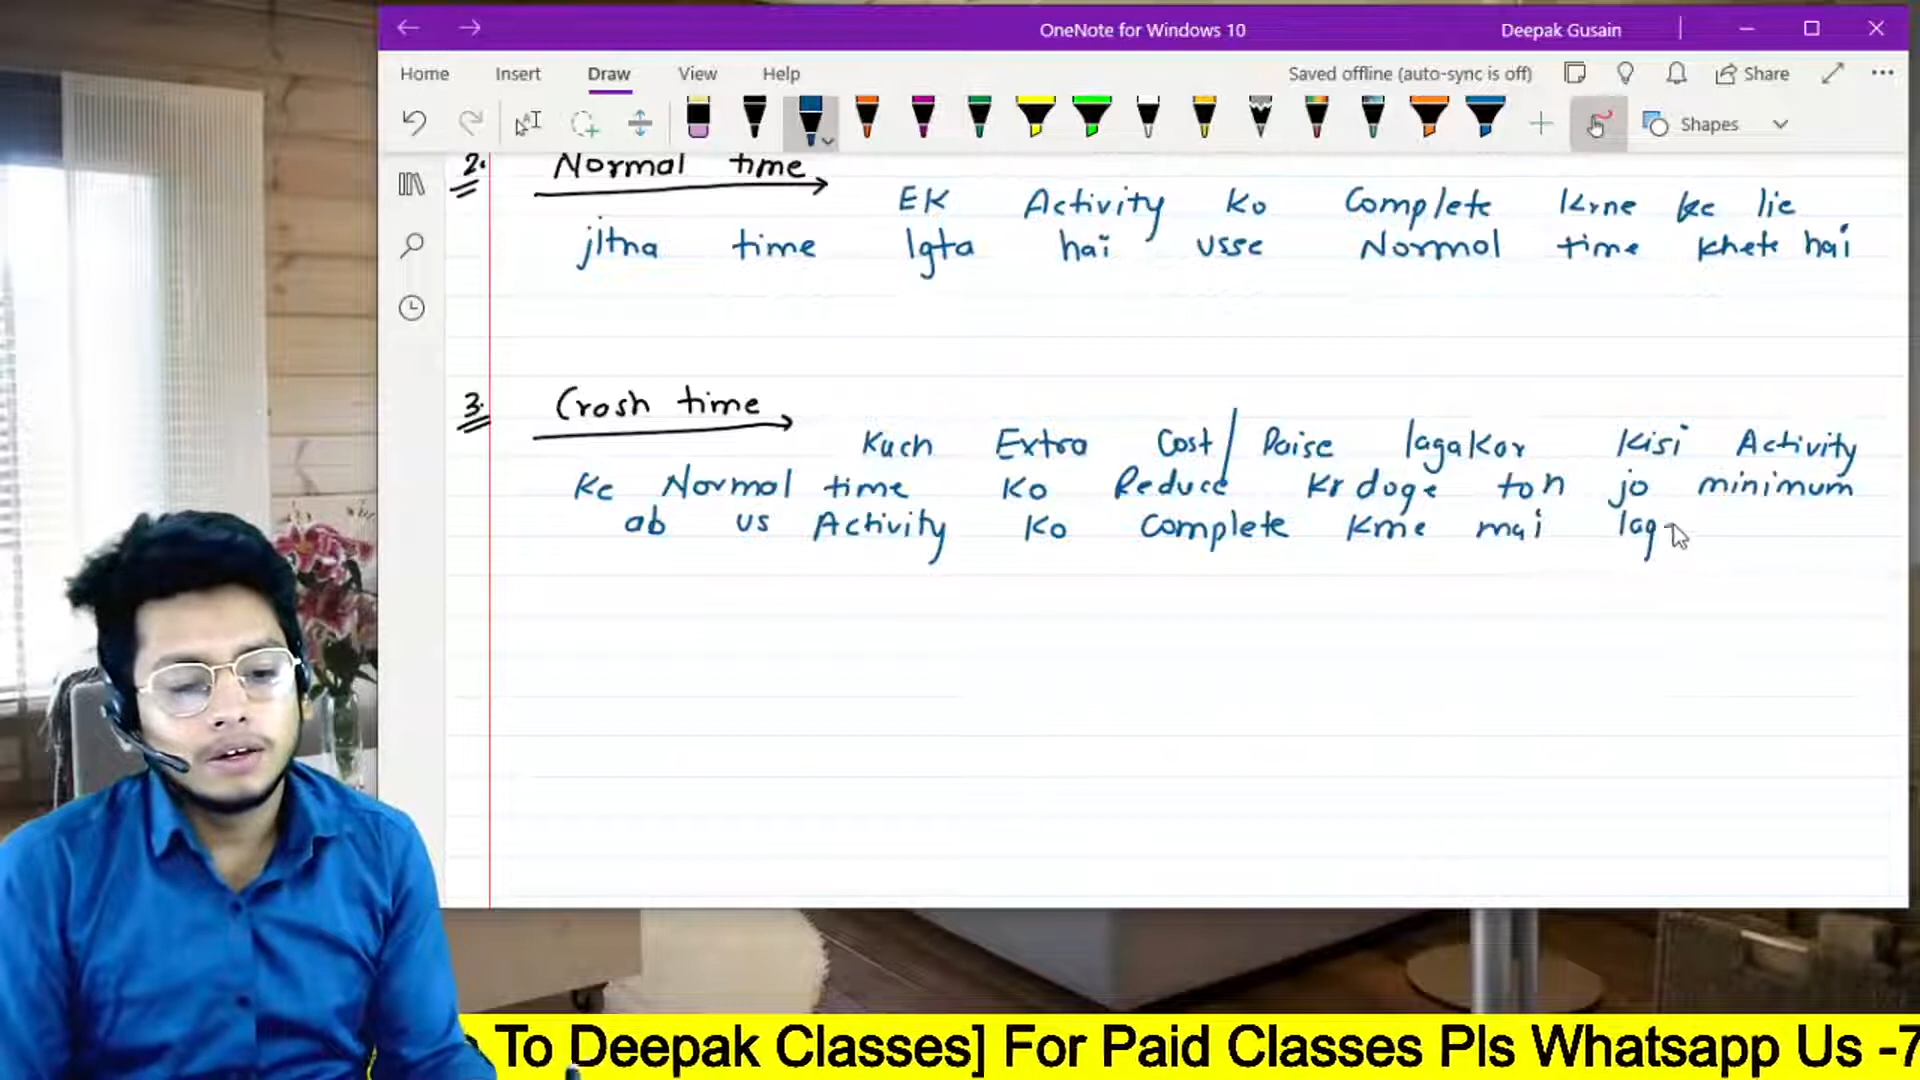 OneNote for Windows 10
Deepak Gusain
Home Insert Draw View Help
Saved offline (auto-sync is off)
Share
Shapes
2. Normal time
EK Activity Ko Complete Krne ke lie
jitna time lgta hai usse Normal time khete hai
3. Crash time
Kuch Extra Cost / Paise lagakar Kisi Activity
Ke Normal time Ko Reduce Kr doge toh jo minimum
ab us Activity Ko Complete Krne mai lag
To Deepak Classes] For Paid Classes Pls Whatsapp Us -7